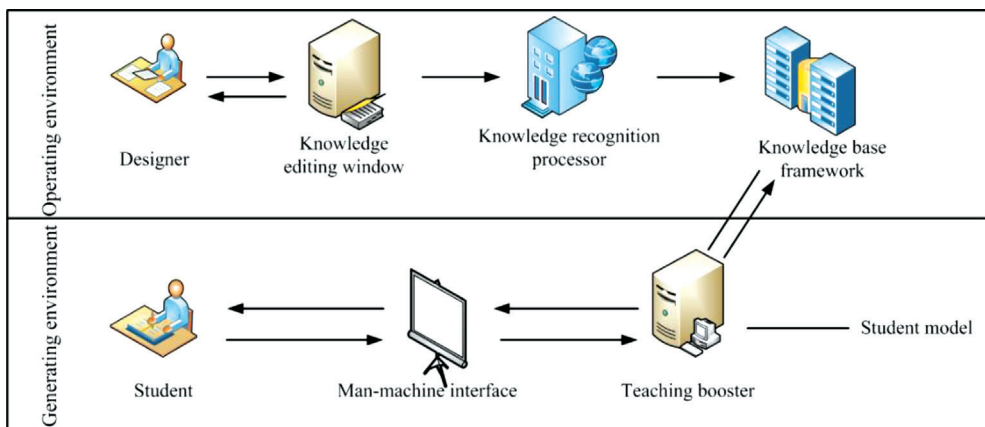 Operating environment
Designer
Knowledge
editing window
Knowledge recognition
processor
Knowledge base
framework
Generating environment
Student
Man-machine interface
Teaching booster
Student model